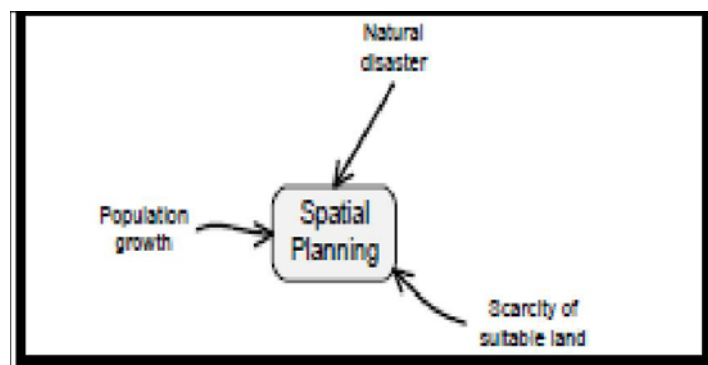 Natural
disaster
Population
growth
Spatial
Planning
Scarcity of
suitable land